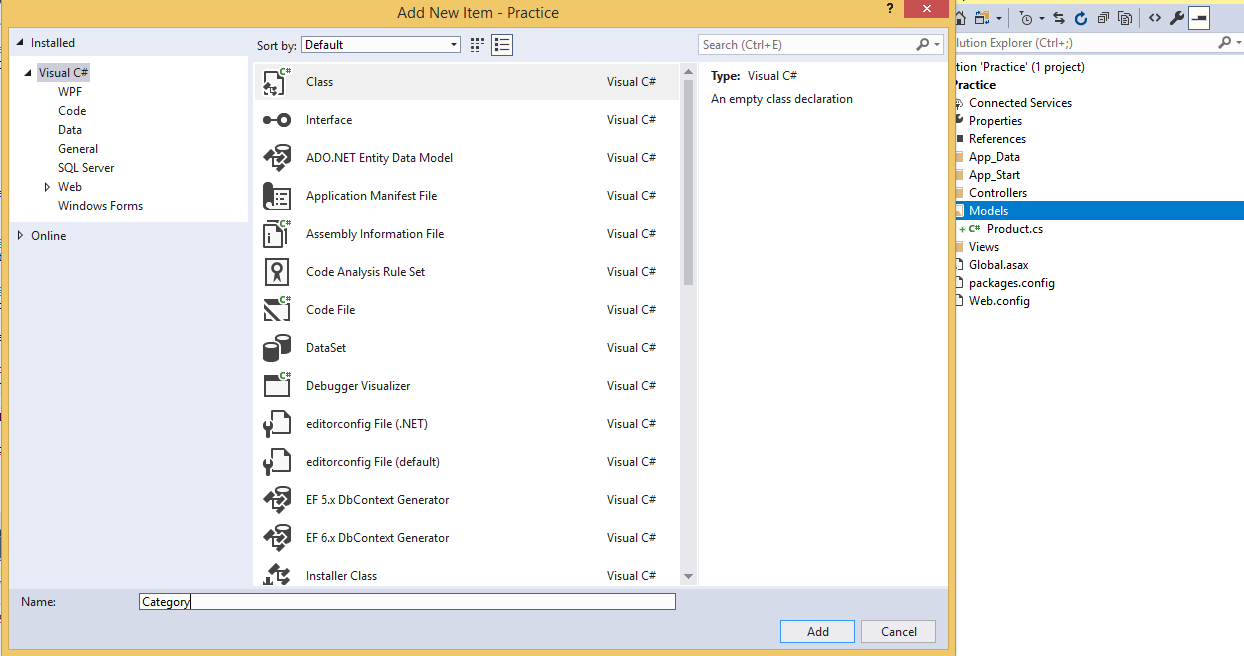 Add New Item - Practice
?
Installed
Sort by: Default
Search (Ctrl+E)
Visual C#
WPF
Code
Data
General
SQL Server
Web
Windows Forms
Online
Class Visual C#
Interface Visual C#
ADO.NET Entity Data Model Visual C#
Application Manifest File Visual C#
Assembly Information File Visual C#
Code Analysis Rule Set Visual C#
Code File Visual C#
DataSet Visual C#
Debugger Visualizer Visual C#
editorconfig File (.NET) Visual C#
editorconfig File (default) Visual C#
EF 5.x DbContext Generator Visual C#
EF 6.x DbContext Generator Visual C#
Installer Class Visual C#
Type: Visual C#
An empty class declaration
Name: Category
Add Cancel
lution Explorer (Ctrl+;)
tion 'Practice' (1 project)
Practice
Connected Services
Properties
References
App_Data
App_Start
Controllers
Models
+ C# Product.cs
Views
Global.asax
packages.config
Web.config